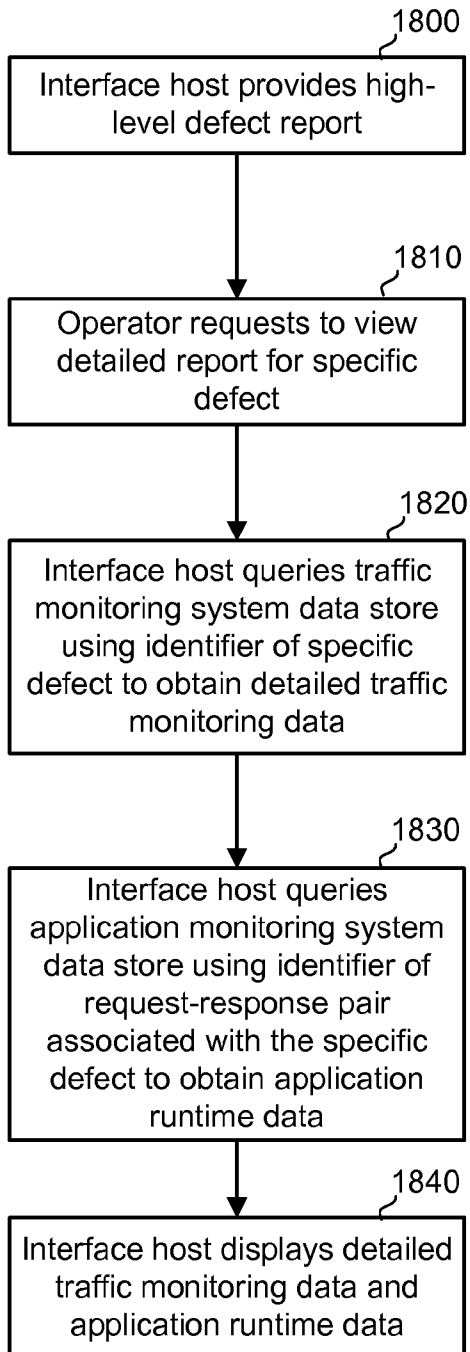 1800
Interface host provides high-
level defect report
1810
Operator requests to view
detailed report for specific
defect
1820
Interface host queries traffic
monitoring system data store
using identifier of specific
defect to obtain detailed traffic
monitoring data
1830
Interface host queries
application monitoring system
data store using identifier of
request-response pair
associated with the specific
defect to obtain application
runtime data
1840
Interface host displays detailed
traffic monitoring data and
application runtime data